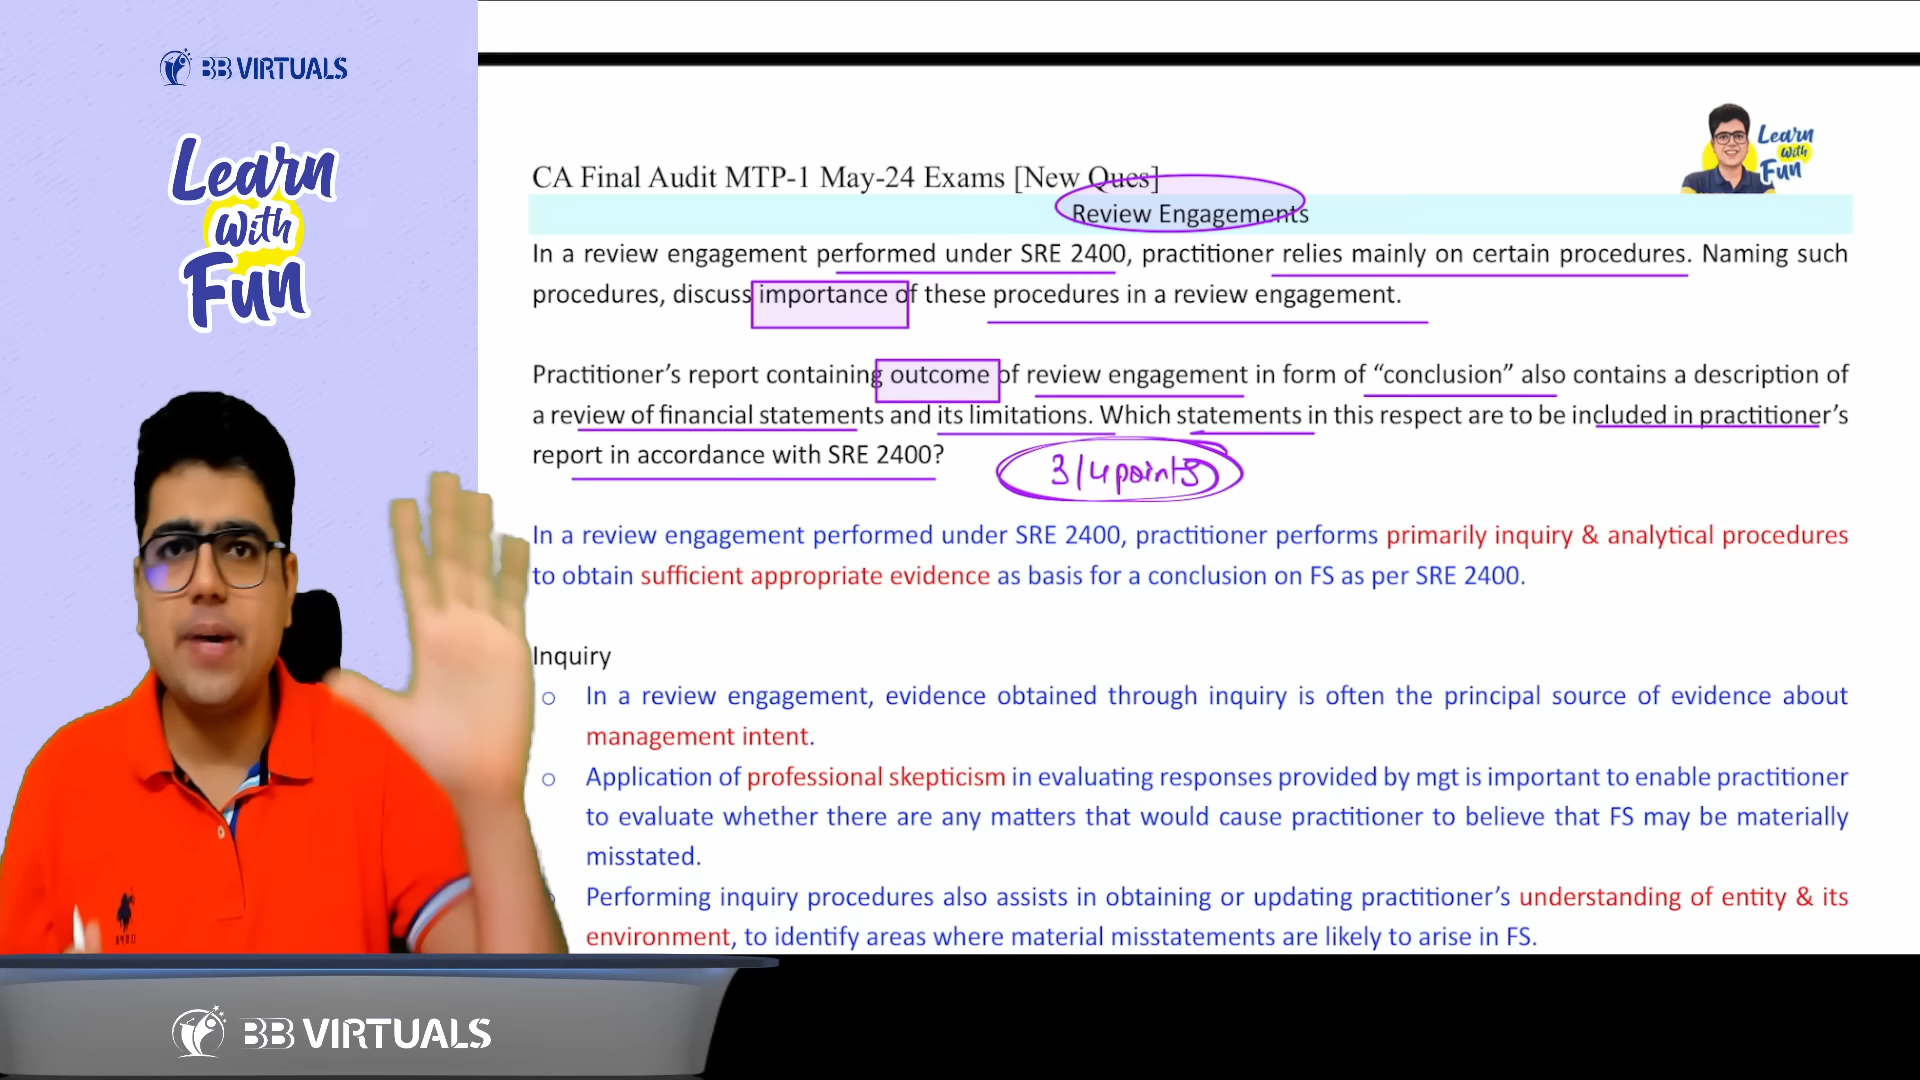 BB VIRTUALS
Learn
With
Fun
Learn
With
Fun
CA Final Audit MTP-1 May-24 Exams [New Ques]
Review Engagements
In a review engagement performed under SRE 2400, practitioner relies mainly on certain procedures. Naming such
procedures, discuss importance of these procedures in a review engagement.
Practitioner’s report containing outcome of review engagement in form of “conclusion” also contains a description of
a review of financial statements and its limitations. Which statements in this respect are to be included in practitioner’s
report in accordance with SRE 2400?
3/4 points
In a review engagement performed under SRE 2400, practitioner performs primarily inquiry & analytical procedures
to obtain sufficient appropriate evidence as basis for a conclusion on FS as per SRE 2400.
Inquiry
o In a review engagement, evidence obtained through inquiry is often the principal source of evidence about
management intent.
o Application of professional skepticism in evaluating responses provided by mgt is important to enable practitioner
to evaluate whether there are any matters that would cause practitioner to believe that FS may be materially
misstated.
Performing inquiry procedures also assists in obtaining or updating practitioner’s understanding of entity & its
environment, to identify areas where material misstatements are likely to arise in FS.
BB VIRTUALS